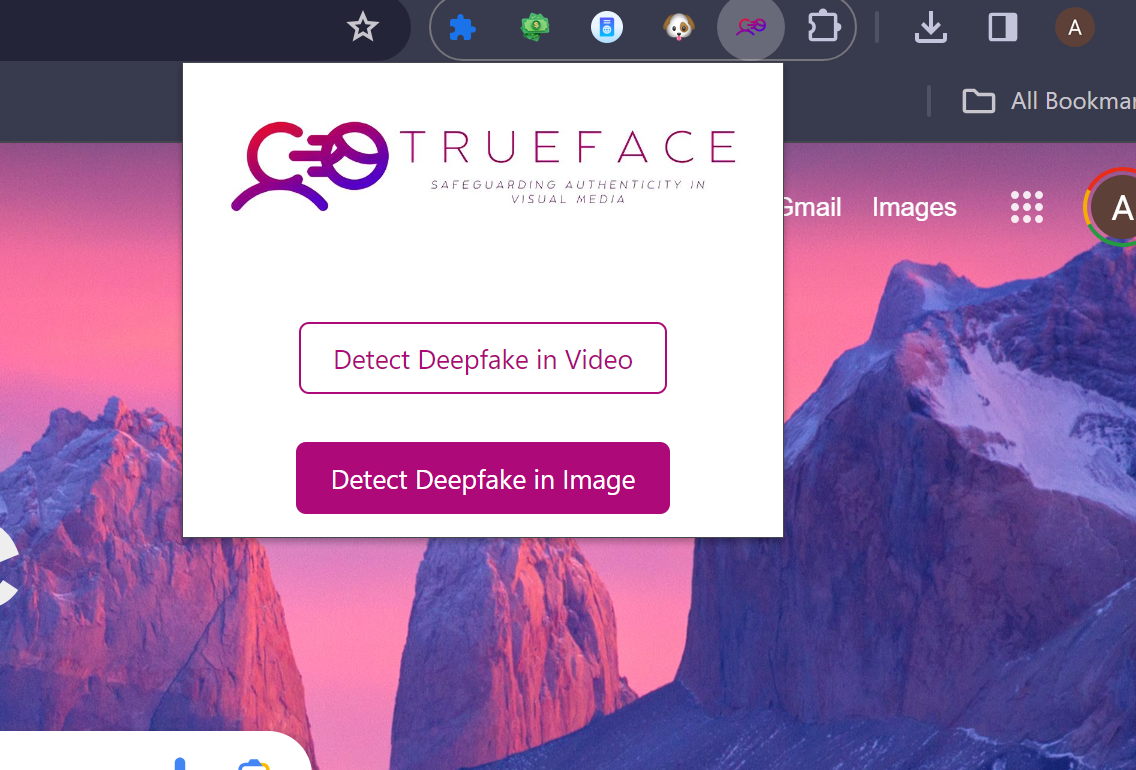 A
All Bookmar
TRUEFACE
SAFEGUARDING AUTHENTICITY IN
VISUAL MEDIA
Gmail Images A
Detect Deepfake in Video
Detect Deepfake in Image
e